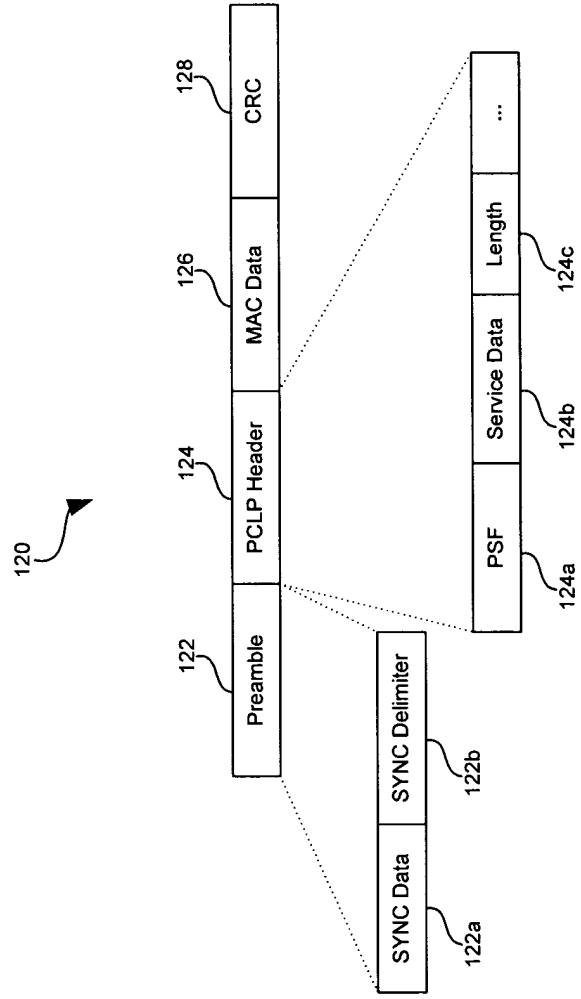 120
122
124
126
128
Preamble
PCLP Header
MAC Data
CRC
SYNC Data
SYNC Delimiter
122a
122b
PSF
Service Data
Length
...
124a
124b
124c